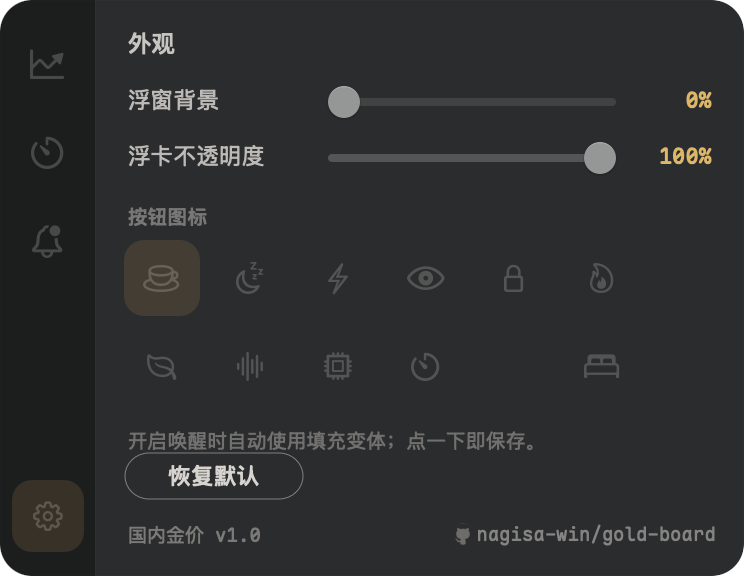 外观
浮窗背景 0%
浮卡不透明度 100%
按钮图标
开启唤醒时自动使用填充变体；点一下即保存。
恢复默认
国内金价 v1.0 nagisa-win/gold-board